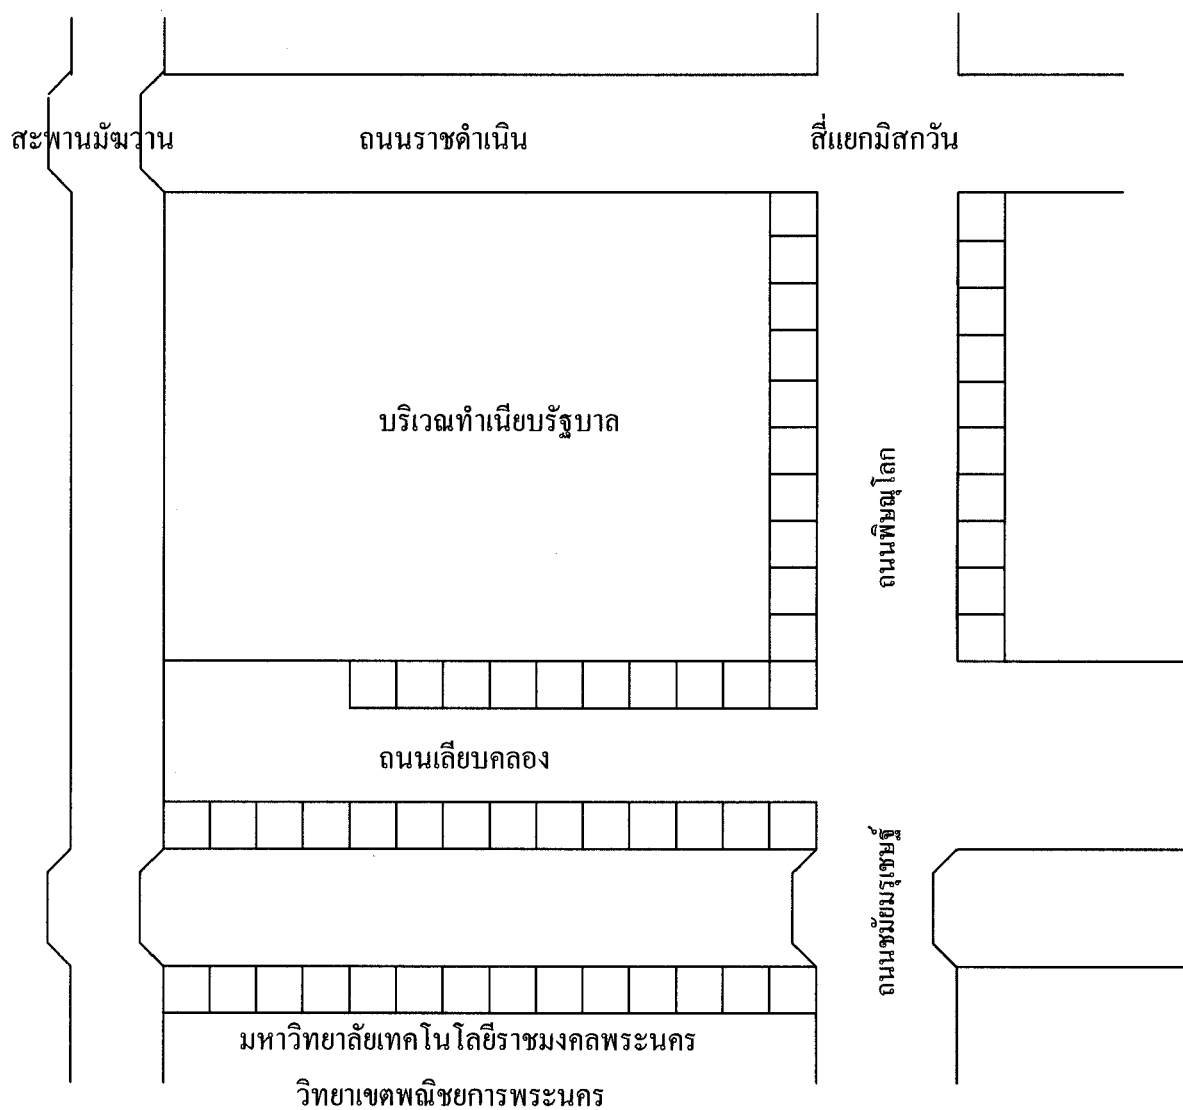 สะพานมัฆวาน
ถนนราชดำเนิน
สี่แยกมิสกวัน
บริเวณทำเนียบรัฐบาล
ถนนพิษณุโลก
ถนนเลียบคลอง
ถนนชมัยมรุเชษฐ์
มหาวิทยาลัยเทคโนโลยีราชมงคลพระนคร
วิทยาเขตพณิชยการพระนคร